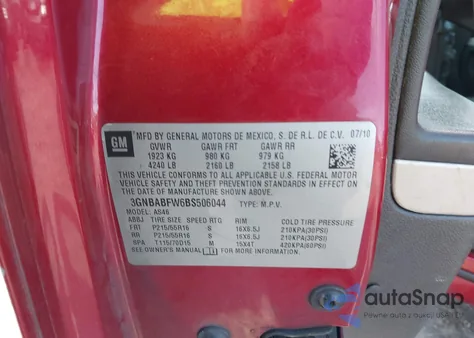 GM
MFD BY GENERAL MOTORS DE MEXICO, S. DE R.L. DE C.V. 07/10
GVWR GAWR FRT GAWR RR
1923 KG 980 KG 979 KG
4240 LB 2160 LB 2158 LB
THIS VEHICLE CONFORMS TO ALL APPLICABLE U.S. FEDERAL MOTOR
VEHICLE SAFETY STANDARDS IN EFFECT ON THE DATE OF
MANUFACTURE SHOWN ABOVE.
3GNBABFW6BS506044 TYPE: M.P.V.
MODEL: AS46
TIRE SIZE SPEED RTG RIM COLD TIRE PRESSURE
FRT P215/55R16 S 16X6.5J 210KPA(30PSI)
RR P215/55R16 S 16X6.5J 210KPA(30PSI)
SPA T115/70D15 M 15X4T 420KPA(60PSI)
SEE OWNER'S MANUAL FOR MORE INFORMATION.
autoSnap